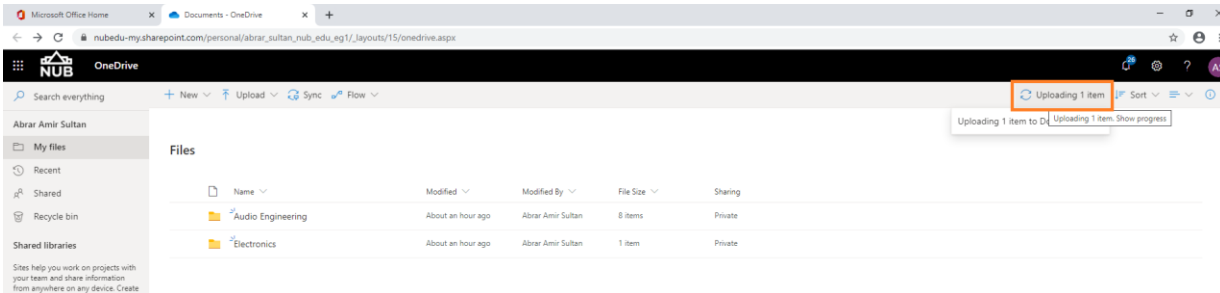 Microsoft Office Home
Documents - OneDrive
nubedu-my.sharepoint.com/personal/abrar_sultan_nub_edu_eg1/_layouts/15/onedrive.aspx
NUB OneDrive 26 ? A
Search everything New Upload Sync Flow Uploading 1 item Sort
Abrar Amir Sultan Uploading 1 item to Uploading 1 item. Show progress
My files Files
Recent
Shared Name Modified Modified By File Size Sharing
Recycle bin Audio Engineering About an hour ago Abrar Amir Sultan 8 items Private
Shared libraries Electronics About an hour ago Abrar Amir Sultan 1 item Private
Sites help you work on projects with
your team and share information
from anywhere on any device. Create